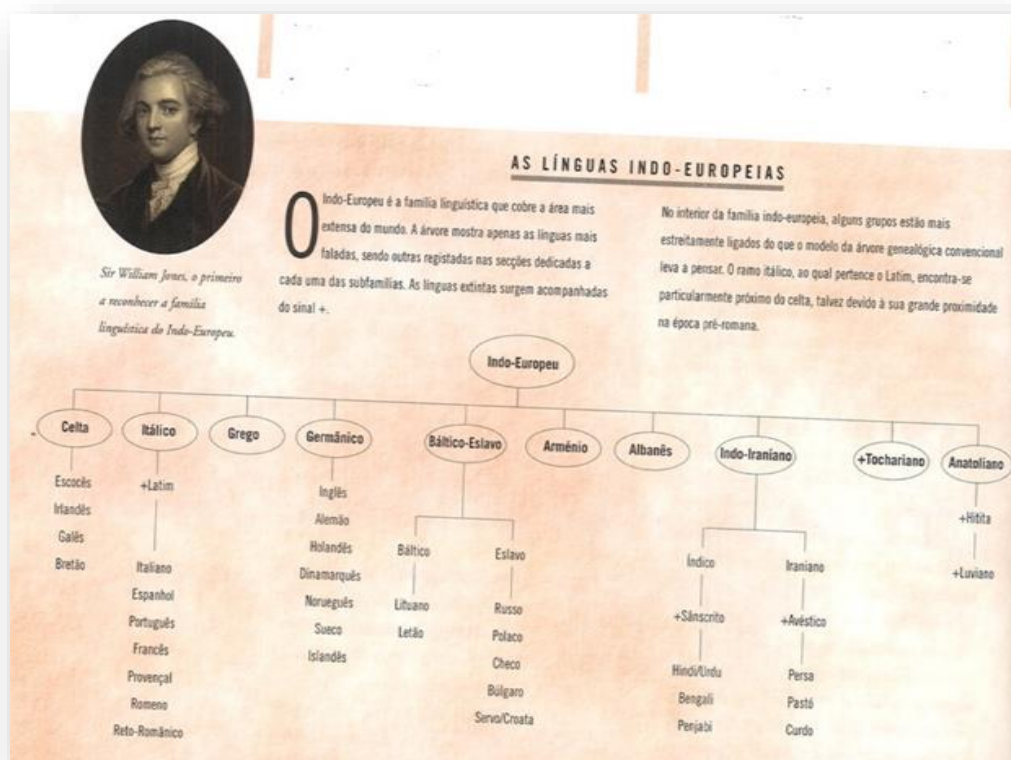 Sir William Jones, o primeiro
a reconhecer a família
linguística do Indo-Europeu.
AS LÍNGUAS INDO-EUROPEIAS
O Indo-Europeu é a família linguística que cobre a área mais
extensa do mundo. A árvore mostra apenas as línguas mais
faladas, sendo outras registadas nas secções dedicadas a
cada uma das subfamílias. As línguas extintas surgem acompanhadas
do sinal +.
No interior da família indo-europeia, alguns grupos estão mais
estreitamente ligados do que o modelo da árvore genealógica convencional
leva a pensar. O ramo itálico, ao qual pertence o Latim, encontra-se
particularmente próximo do celta, talvez devido à sua grande proximidade
na época pré-romana.
Indo-Europeu
Celta
Escocês
Irlandês
Galês
Bretão
Itálico
+Latim
Italiano
Espanhol
Português
Francês
Provençal
Romeno
Reto-Românico
Grego
Germânico
Inglês
Alemão
Holandês
Dinamarquês
Norueguês
Sueco
Islandês
Báltico-Eslavo
Báltico
Lituano
Letão
Eslavo
Russo
Polaco
Checo
Búlgaro
Servo/Croata
Arménio
Albanês
Indo-Iraniano
Índico
+Sânscrito
Hindi/Urdu
Bengali
Penjabi
Iraniano
+Avéstico
Persa
Pastó
Curdo
+Tochariano
Anatoliano
+Hitita
+Luviano